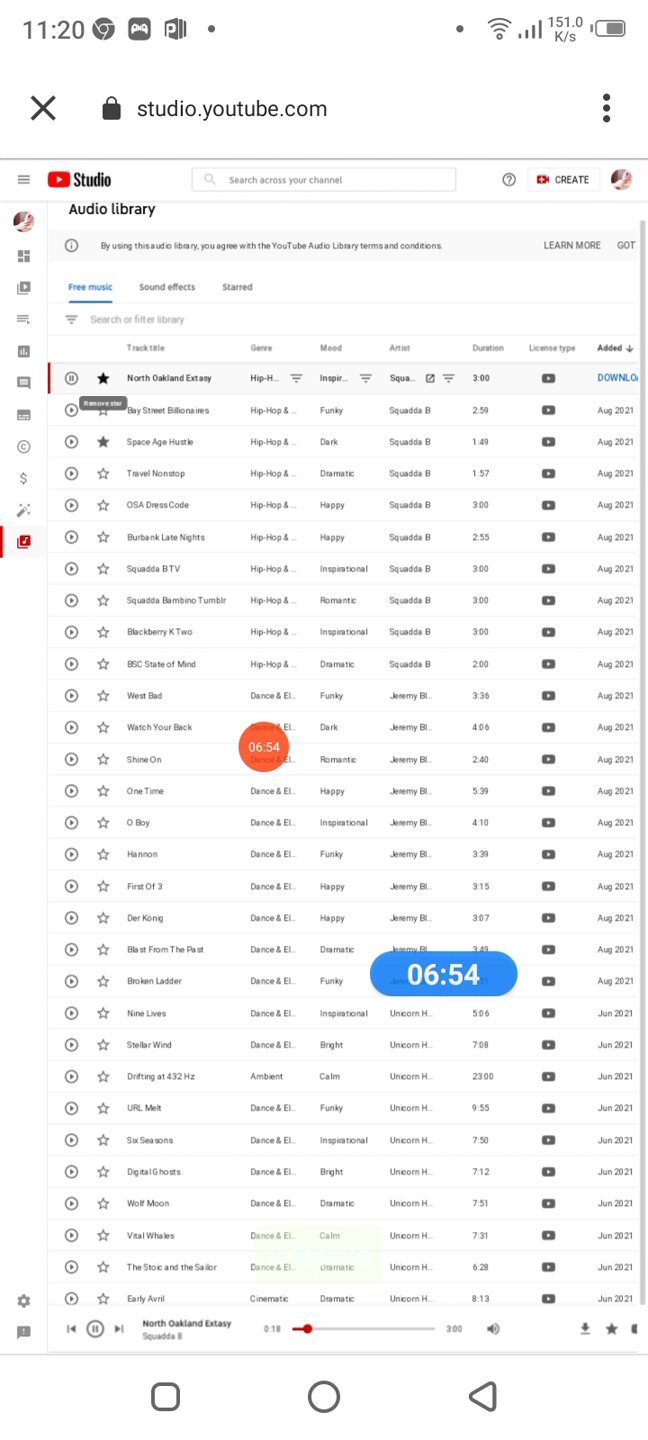 11:20 151.0 K/s
studio.youtube.com
Studio Search across your channel CREATE
Audio library
By using this audio library, you agree with the YouTube Audio Library terms and conditions. LEARN MORE GOT
Free music Sound effects Starred
Search or filter library
Track title Genre Mood Artist Duration License type Added
North Oakland Extasy Hip-H... Inspir... Squa... 3:00 DOWNLO
Remove star
Bay Street Billionaires Hip-Hop & ... Funky Squadda B 2:59 Aug 2021
Space Age Hustle Hip-Hop & ... Dark Squadda B 1:49 Aug 2021
Travel Nonstop Hip-Hop & ... Dramatic Squadda B 1:57 Aug 2021
OSA DressCode Hip-Hop & ... Happy Squadda B 3:00 Aug 2021
Burbank Late Nights Hip-Hop & ... Happy Squadda B 2:55 Aug 2021
Squadda B TV Hip-Hop & ... Inspirational Squadda B 3:00 Aug 2021
Squadda Bambino Tumblr Hip-Hop & ... Romantic Squadda B 3:00 Aug 2021
Blackberry K Two Hip-Hop & ... Inspirational Squadda B 3:00 Aug 2021
BSC State of Mind Hip-Hop & ... Dramatic Squadda B 2:00 Aug 2021
West Bad Dance & El... Funky Jeremy Bl... 3:36 Aug 2021
Watch Your Back Dance & El... Dark Jeremy Bl... 4:06 Aug 2021
06:54
Shine On Dance & El... Romantic Jeremy Bl... 2:40 Aug 2021
One Time Dance & El... Happy Jeremy Bl... 5:39 Aug 2021
O Boy Dance & El... Inspirational Jeremy Bl... 4:10 Aug 2021
Hannon Dance & El... Funky Jeremy Bl... 3:39 Aug 2021
First Of 3 Dance & El... Happy Jeremy Bl... 3:15 Aug 2021
Der König Dance & El... Happy Jeremy Bl... 3:07 Aug 2021
Blast From The Past Dance & El... Dramatic Jeremy Bl... 3:49 Aug 2021
06:54
Broken Ladder Dance & El... Funky Aug 2021
Nine Lives Dance & El... Inspirational Unicorn H... 5:06 Jun 2021
Stellar Wind Dance & El... Bright Unicorn H... 7:08 Jun 2021
Drifting at 432 Hz Ambient Calm Unicorn H... 23:00 Jun 2021
URL Melt Dance & El... Funky Unicorn H... 9:55 Jun 2021
Six Seasons Dance & El... Inspirational Unicorn H... 7:50 Jun 2021
Digital Ghosts Dance & El... Bright Unicorn H... 7:12 Jun 2021
Wolf Moon Dance & El... Dramatic Unicorn H... 7:51 Jun 2021
Vital Whales Dance & El... Calm Unicorn H... 7:31 Jun 2021
The Stoic and the Sailor Dance & El... Dramatic Unicorn H... 6:28 Jun 2021
Early Avril Cinematic Dramatic Unicorn H... 8:13 Jun 2021
North Oakland Extasy 0:18 3:00
Squadda B